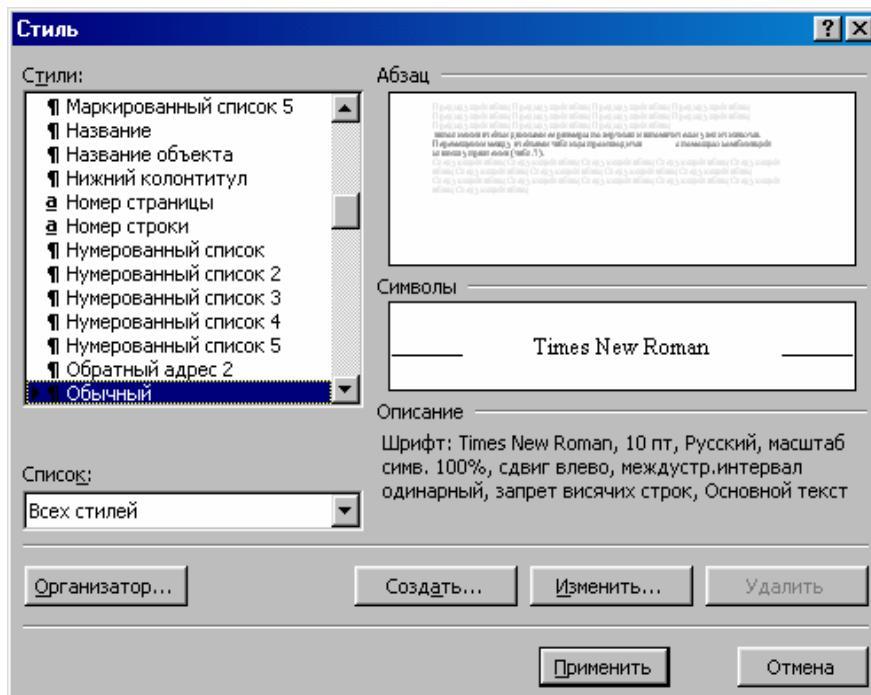 Стиль
Стили:
¶ Маркированный список 5
¶ Название
¶ Название объекта
¶ Нижний колонтитул
a Номер страницы
a Номер строки
¶ Нумерованный список
¶ Нумерованный список 2
¶ Нумерованный список 3
¶ Нумерованный список 4
¶ Нумерованный список 5
¶ Обратный адрес 2
¶ Обычный
Список:
Всех стилей
Абзац
Символы
Times New Roman
Описание
Шрифт: Times New Roman, 10 пт, Русский, масштаб
симв. 100%, сдвиг влево, междустр.интервал
одинарный, запрет висячих строк, Основной текст
Организатор...
Создать...
Изменить...
Удалить
Применить
Отмена